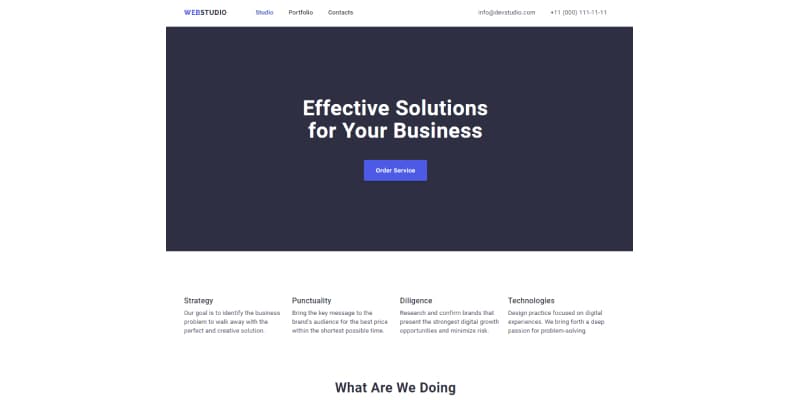 WEBSTUDIO Studio Portfolio Contacts info@devstudio.com +11 (000) 111-11-11
Effective Solutions
for Your Business
Order Service
Strategy
Our goal is to identify the business
problem to walk away with the
perfect and creative solution.
Punctuality
Bring the key message to the
brand's audience for the best price
within the shortest possible time.
Diligence
Research and confirm brands that
present the strongest digital growth
opportunities and minimize risk.
Technologies
Design practice focused on digital
experiences. We bring forth a deep
passion for problem-solving.
What Are We Doing